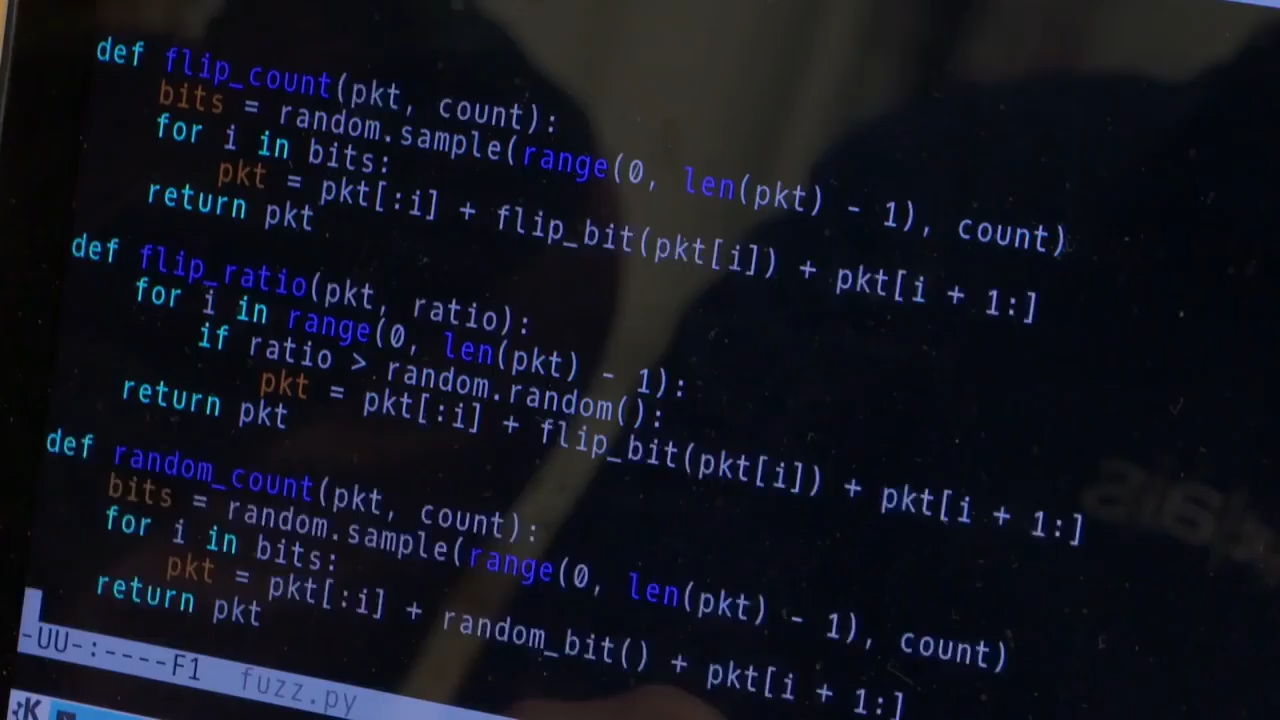 def flip_count(pkt, count):
    bits = random.sample(range(0, len(pkt) - 1), count)
    for i in bits:
        pkt = pkt[:i] + flip_bit(pkt[i]) + pkt[i + 1:]
    return pkt
def flip_ratio(pkt, ratio):
    for i in range(0, len(pkt) - 1):
        if ratio > random.random():
            pkt = pkt[:i] + flip_bit(pkt[i]) + pkt[i + 1:]
    return pkt
def random_count(pkt, count):
    bits = random.sample(range(0, len(pkt) - 1), count)
    for i in bits:
        pkt = pkt[:i] + random_bit() + pkt[i + 1:]
    return pkt
-UU-:----F1 fuzz.py